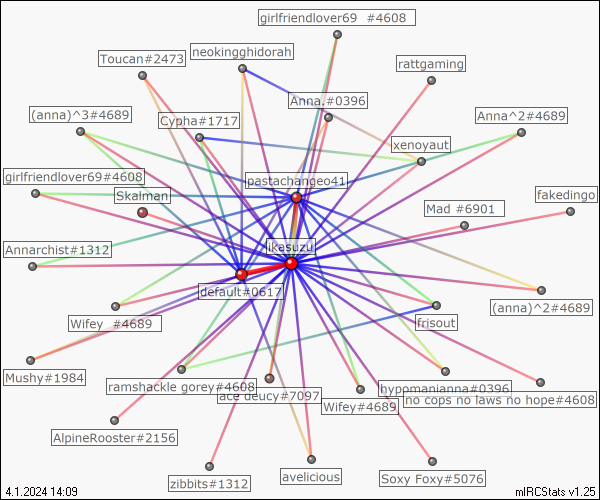 girlfriendlover69  #4608
neokingghidorah
Toucan#2473
rattgaming
Anna.#0396
(anna)^3#4689
Cypha#1717
Anna^2#4689
xenoyaut
girlfriendlover69#4608
pastachangeo41
Skalman
fakedingo
Mad #6901
Annarchist#1312
ikasuzu
default#0617
(anna)^2#4689
Wifey  #4689
frisout
Mushy#1984
ramshackle gorey#4608
hypomanianna#0396
ace deucy#7097
no cops no laws no hope#4608
Wifey#4689
AlpineRooster#2156
avelicious
Soxy Foxy#5076
zibbits#1312
4.1.2024 14:09
mIRCStats v1.25